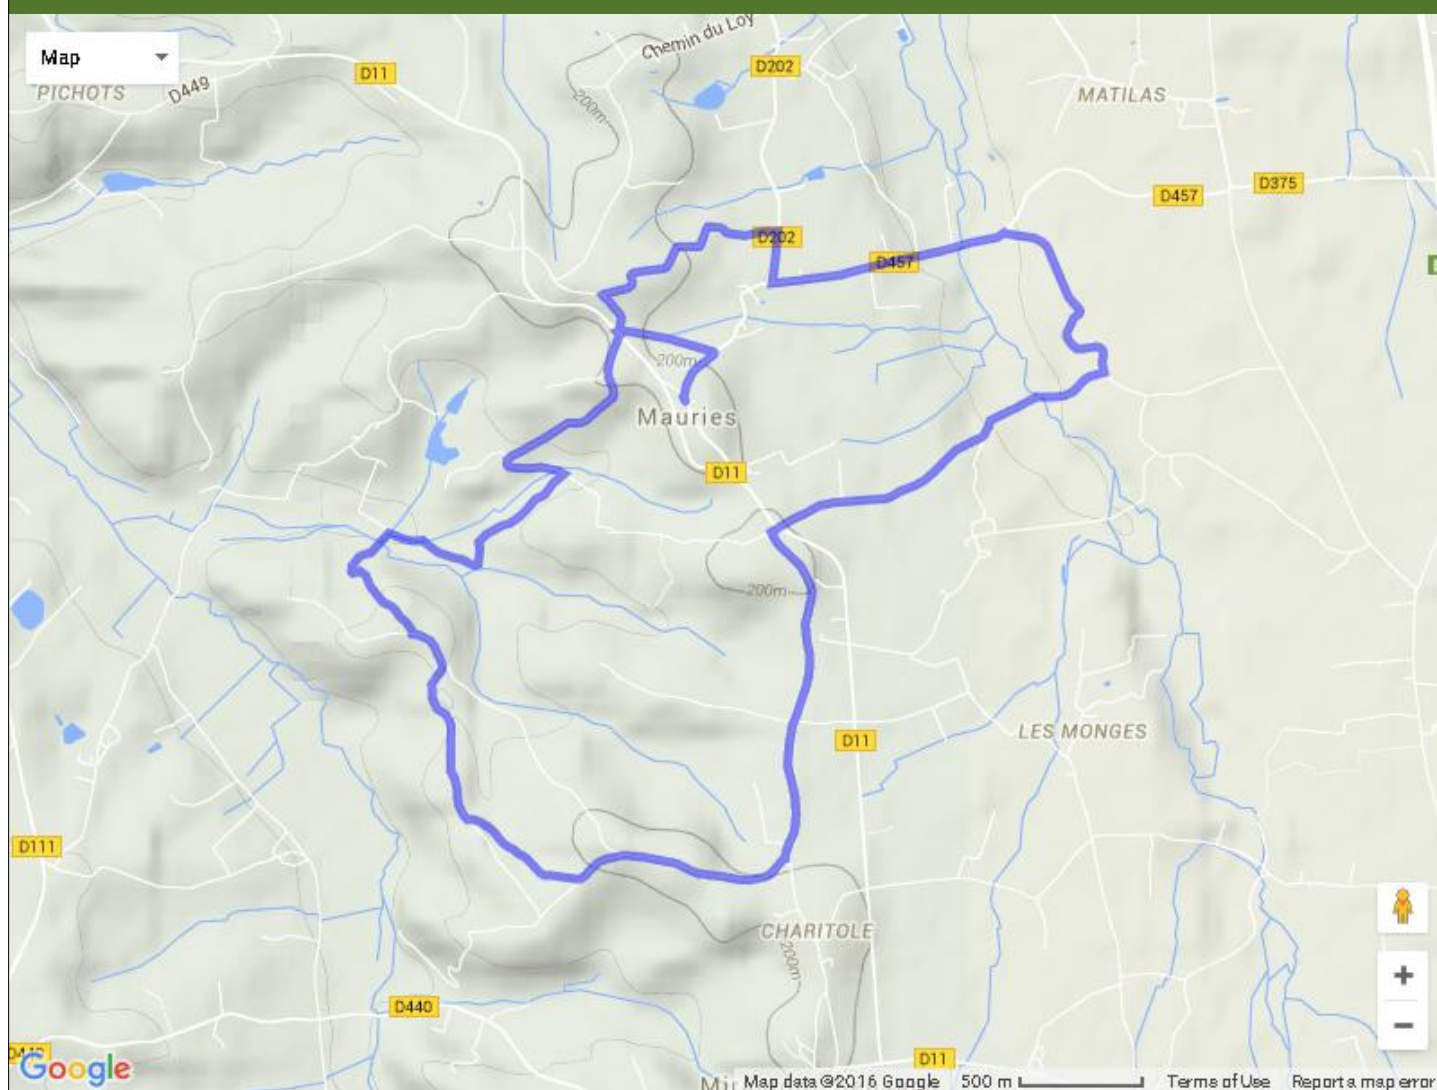 Map
Chemin du Loy
D202
D11
PICHOTS
D449
200m
MATILAS
D457
D375
D202
D457
200m
Mauries
D11
200m
LES MONGES
D11
D111
CHARITOLE
200m
D440
D11
Google
Map data ©2016 Google 500 m Terms of Use Report a map error